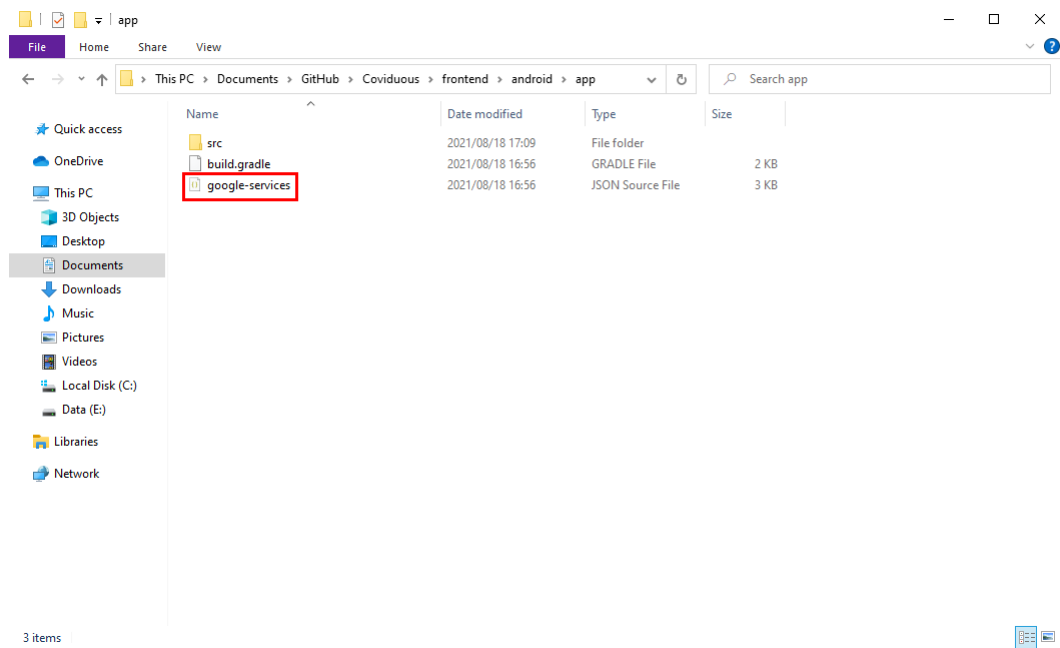 app
File Home Share View
This PC > Documents > GitHub > Coviduous > frontend > android > app
Search app
Name Date modified Type Size
Quick access
OneDrive
This PC
3D Objects
Desktop
Documents
Downloads
Music
Pictures
Videos
Local Disk (C:)
Data (E:)
Libraries
Network
src 2021/08/18 17:09 File folder
build.gradle 2021/08/18 16:56 GRADLE File 2 KB
google-services 2021/08/18 16:56 JSON Source File 3 KB
3 items